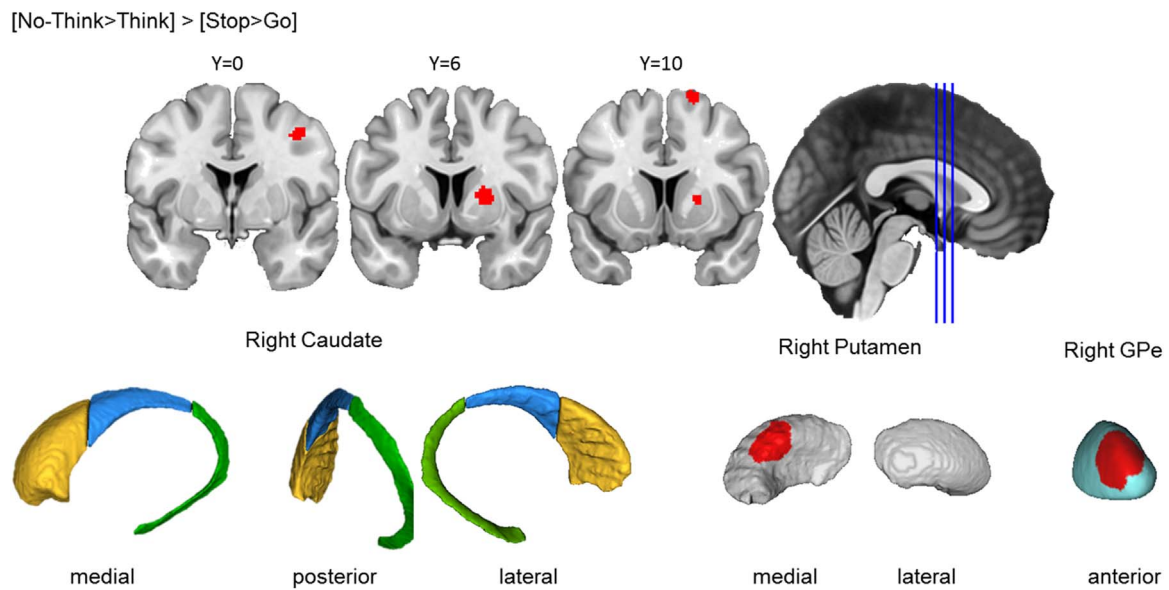 [No-Think>Think] > [Stop>Go]
Y=0 Y=6 Y=10
Right Caudate Right Putamen Right GPe
medial posterior lateral medial lateral anterior